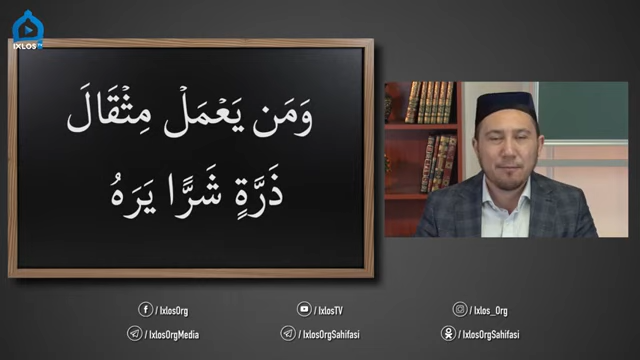 IXLOS
وَمَن يَعْمَلْ مِثْقَالَ
ذَرَّةٍ شَرًّا يَرَهُ
/ IxlosOrg
/ IxlosTV
/ Ixlos_Org
/ IxlosOrgMedia
/ IxlosOrgSahifasi
/ IxlosOrgSahifasi